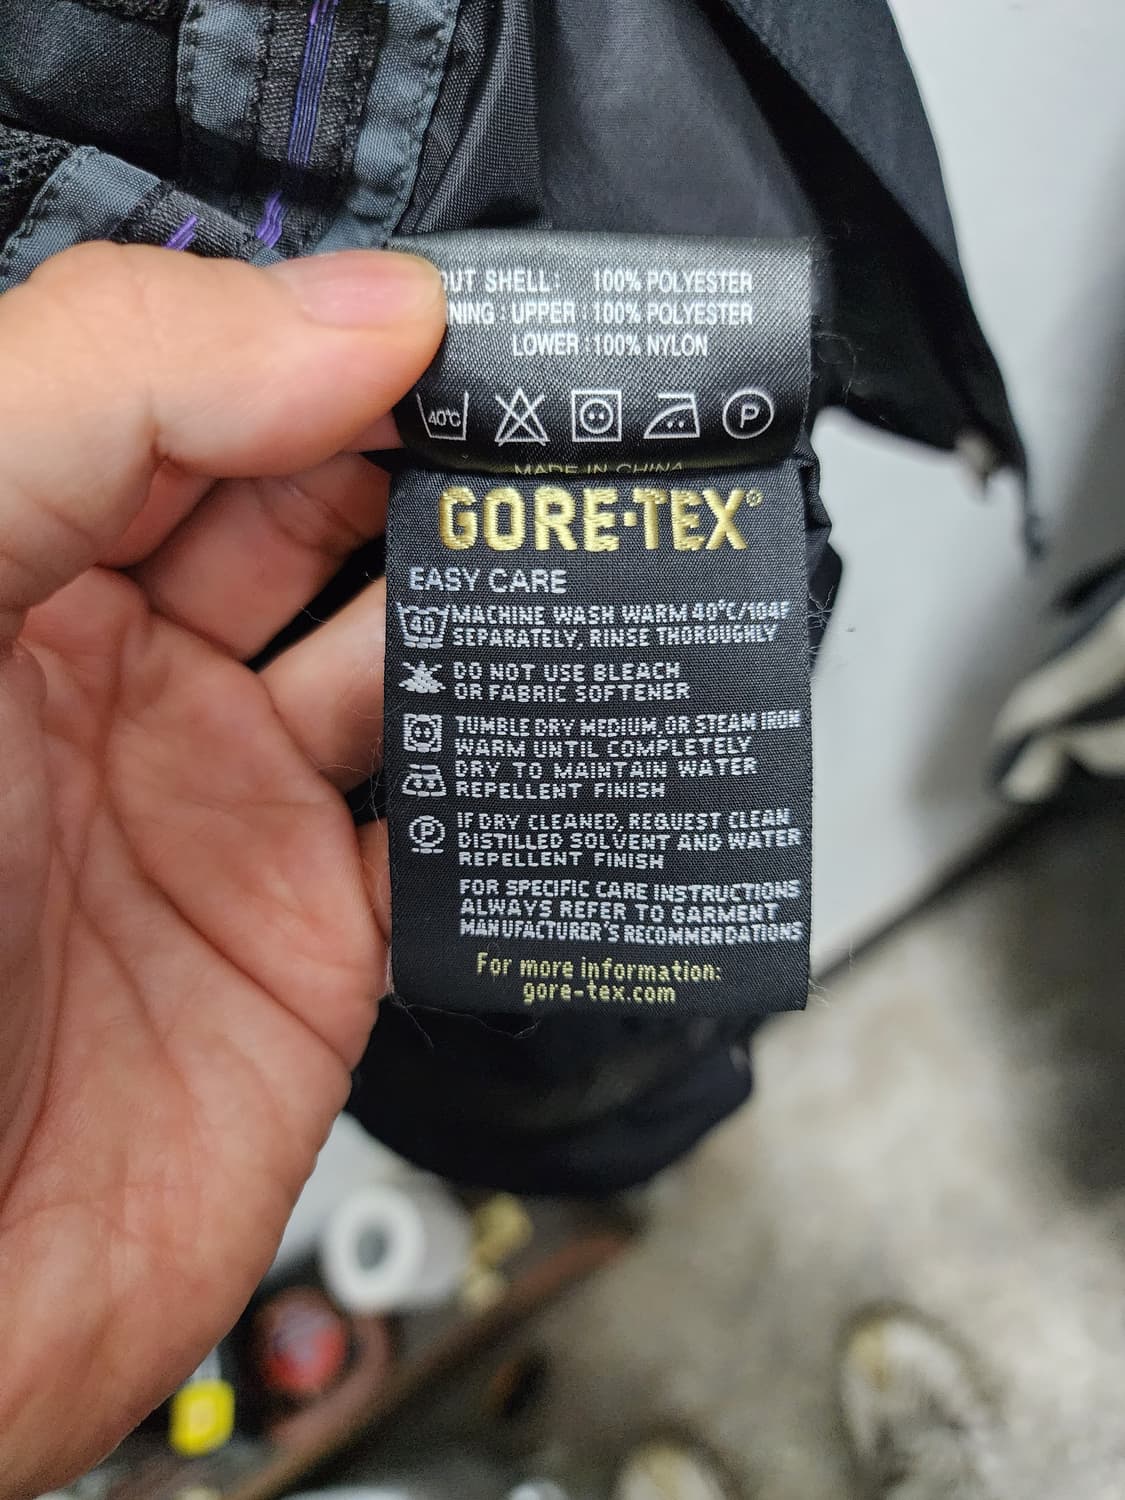 OUT SHELL: 100% POLYESTER
NING : UPPER : 100% POLYESTER
LOWER : 100% NYLON
40°C P
MADE IN CHINA
GORE-TEX®
EASY CARE
40 MACHINE WASH WARM 40°C/104F
SEPARATELY, RINSE THOROUGHLY
DO NOT USE BLEACH
OR FABRIC SOFTENER
TUMBLE DRY MEDIUM, OR STEAM IRON
WARM UNTIL COMPLETELY
DRY TO MAINTAIN WATER
REPELLENT FINISH
P IF DRY CLEANED, REQUEST CLEAN
DISTILLED SOLVENT AND WATER
REPELLENT FINISH
FOR SPECIFIC CARE INSTRUCTIONS
ALWAYS REFER TO GARMENT
MANUFACTURER'S RECOMMENDATIONS
For more information:
gore-tex.com